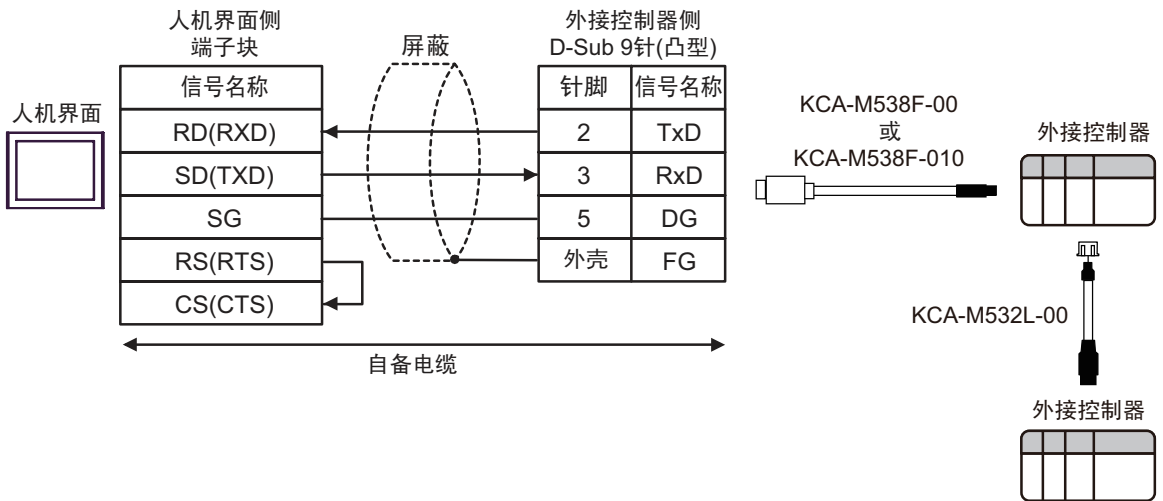 人机界面侧
端子块
外接控制器侧
D-Sub 9针(凸型)
屏蔽
人机界面
信号名称
针脚 信号名称
RD(RXD) 2 TxD
SD(TXD) 3 RxD
SG 5 DG
RS(RTS) 外壳 FG
CS(CTS)
自备电缆
KCA-M538F-00
或
KCA-M538F-010
外接控制器
KCA-M532L-00
外接控制器